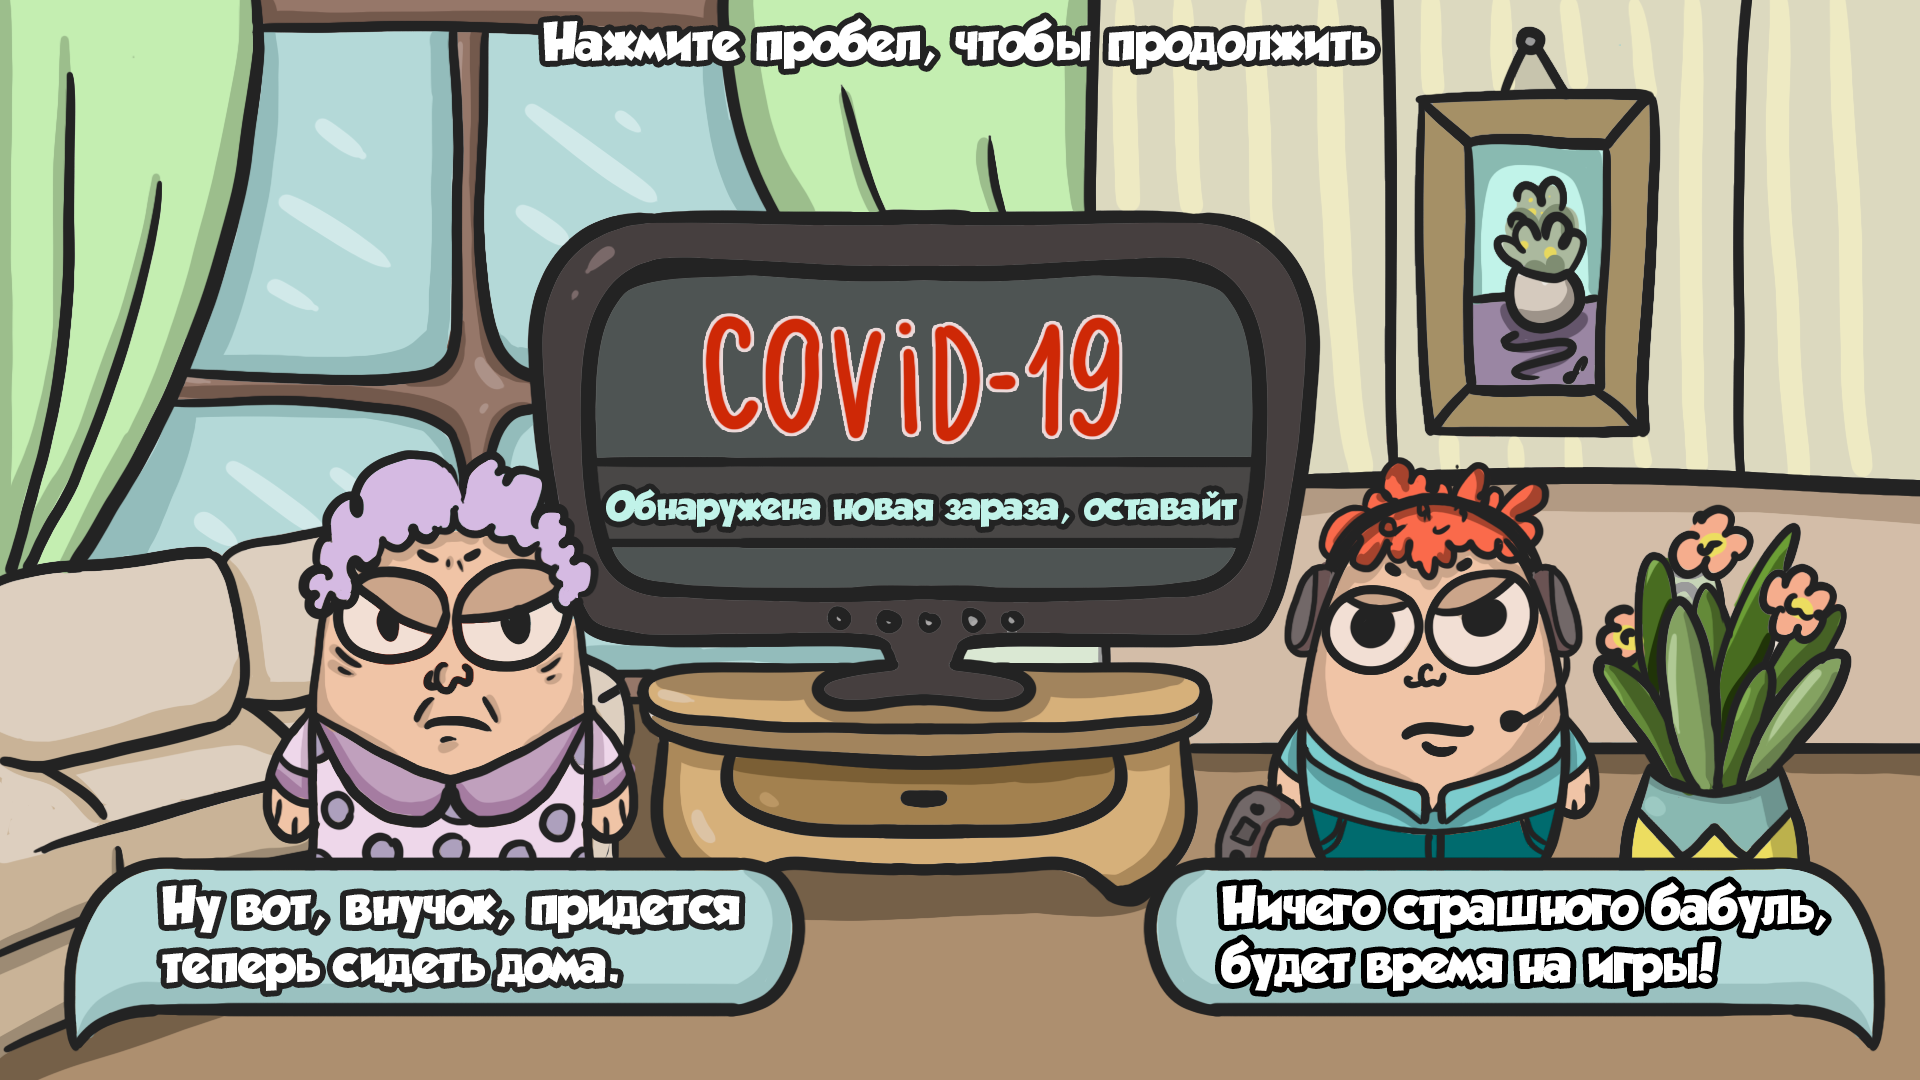 Нажмите пробел, чтобы продолжить
COViD-19
Обнаружена новая зараза, оставайт
Ну вот, внучок, придется
теперь сидеть дома.
Ничего страшного бабуль,
будет время на игры!